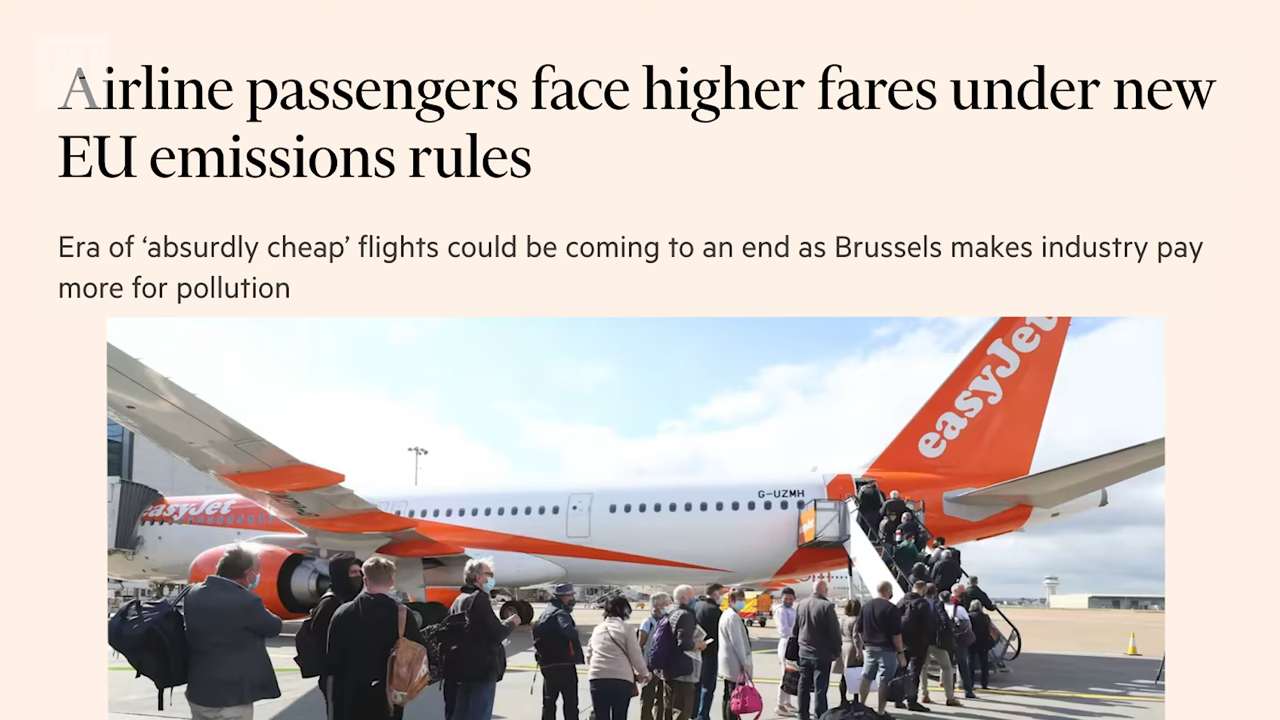 Airline passengers face higher fares under new
EU emissions rules
Era of ‘absurdly cheap’ flights could be coming to an end as Brussels makes industry pay
more for pollution
easyJet
G-UZMH
easyJet